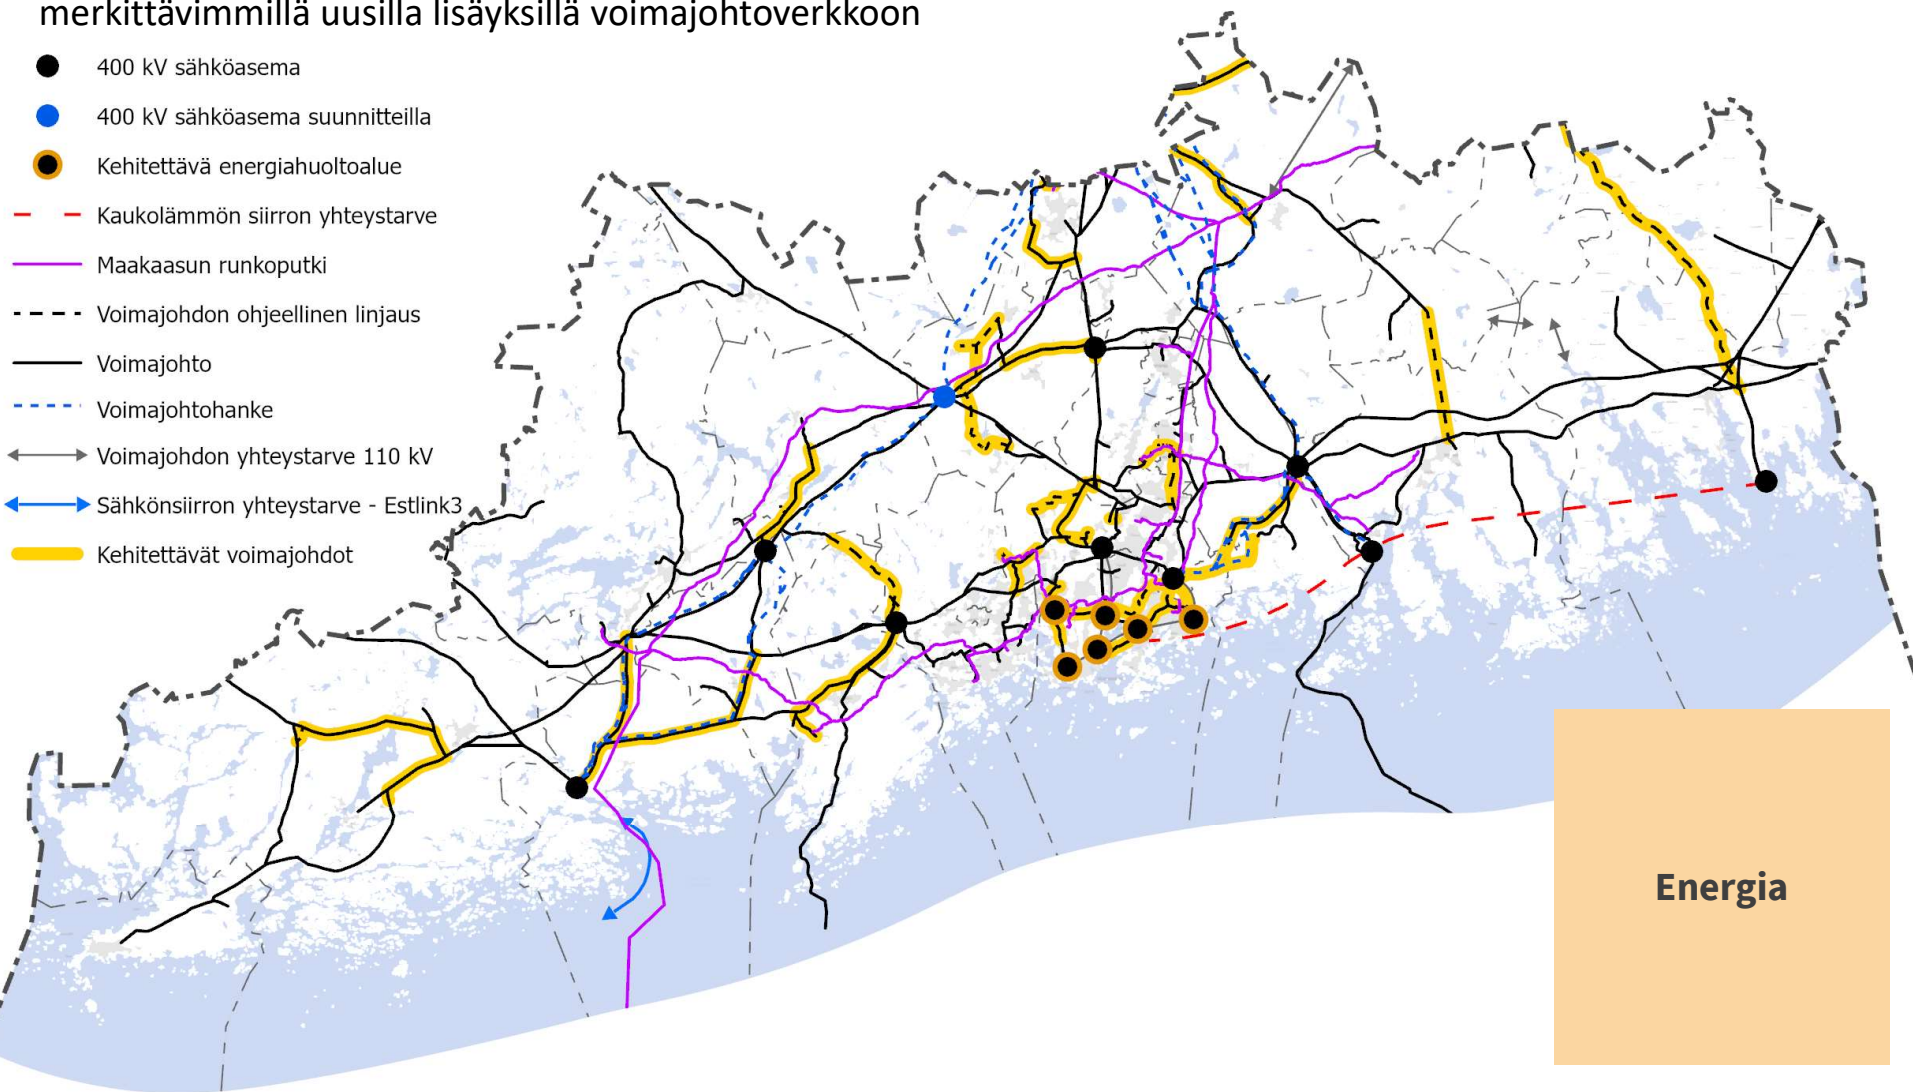 merkittävimmillä uusilla lisäyksillä voimajohtoverkkoon
400 kV sähköasema
400 kV sähköasema suunnitteilla
Kehitettävä energiahuoltoalue
Kaukolämmön siirron yhteystarve
Maakaasun runkoputki
Voimajohdon ohjeellinen linjaus
Voimajohto
Voimajohtohanke
Voimajohdon yhteystarve 110 kV
Sähkönsiirron yhteystarve - Estlink3
Kehitettävät voimajohdot
Energia